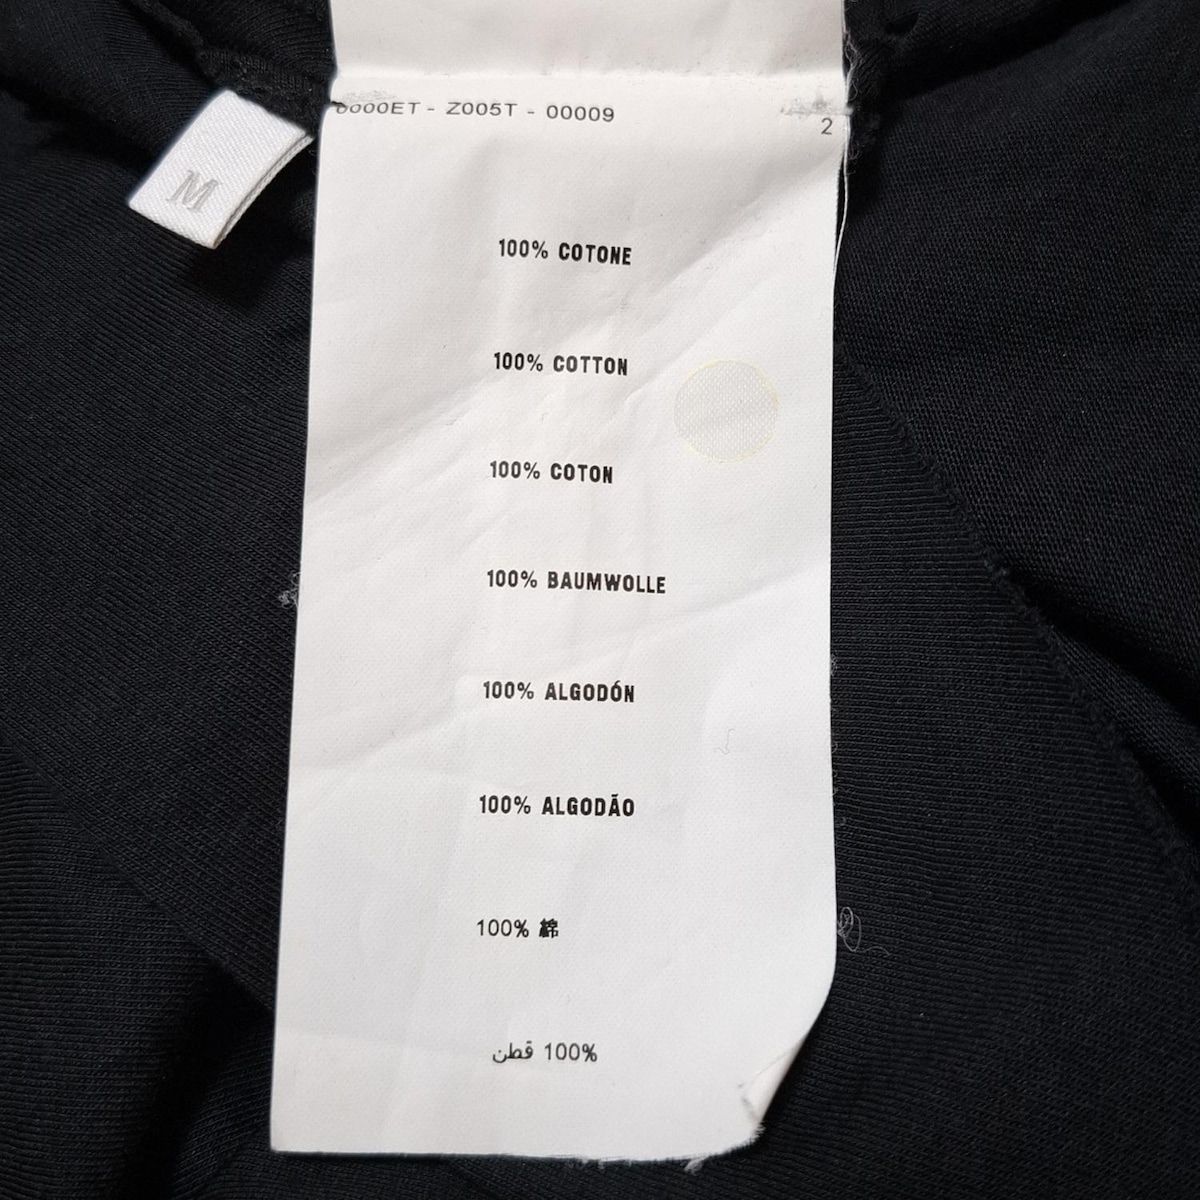 0000ET - Z005T - 00009
2
M
100% COTONE
100% COTTON
100% COTON
100% BAUMWOLLE
100% ALGODÓN
100% ALGODÃO
100% 綿
100% قطن